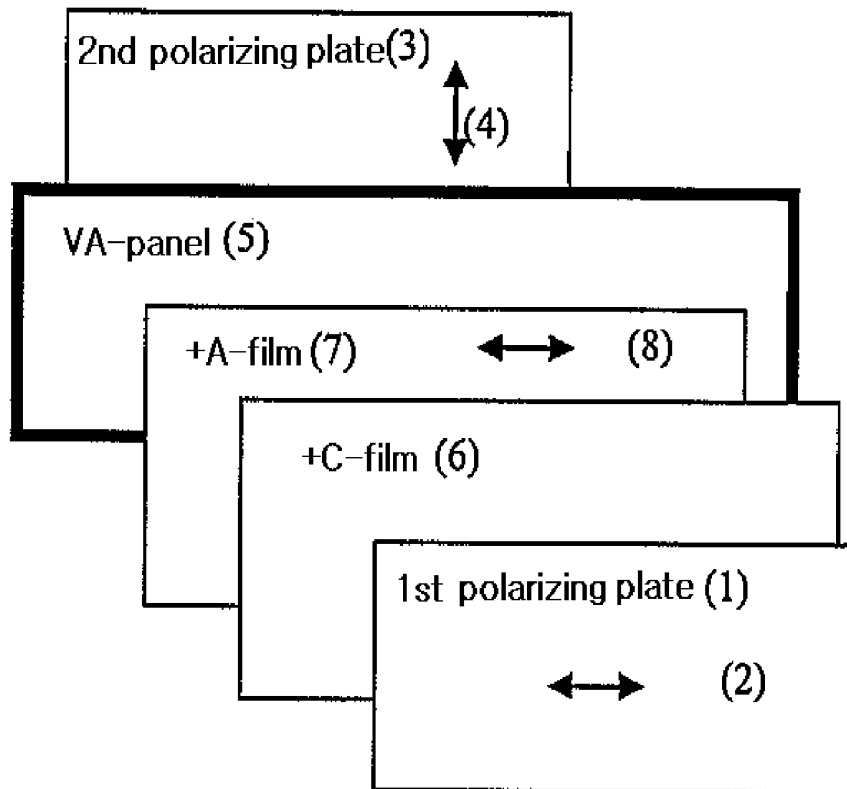 2nd polarizing plate(3)
(4)
VA-panel (5)
+A-film (7) (8)
+C-film (6)
1st polarizing plate (1)
(2)